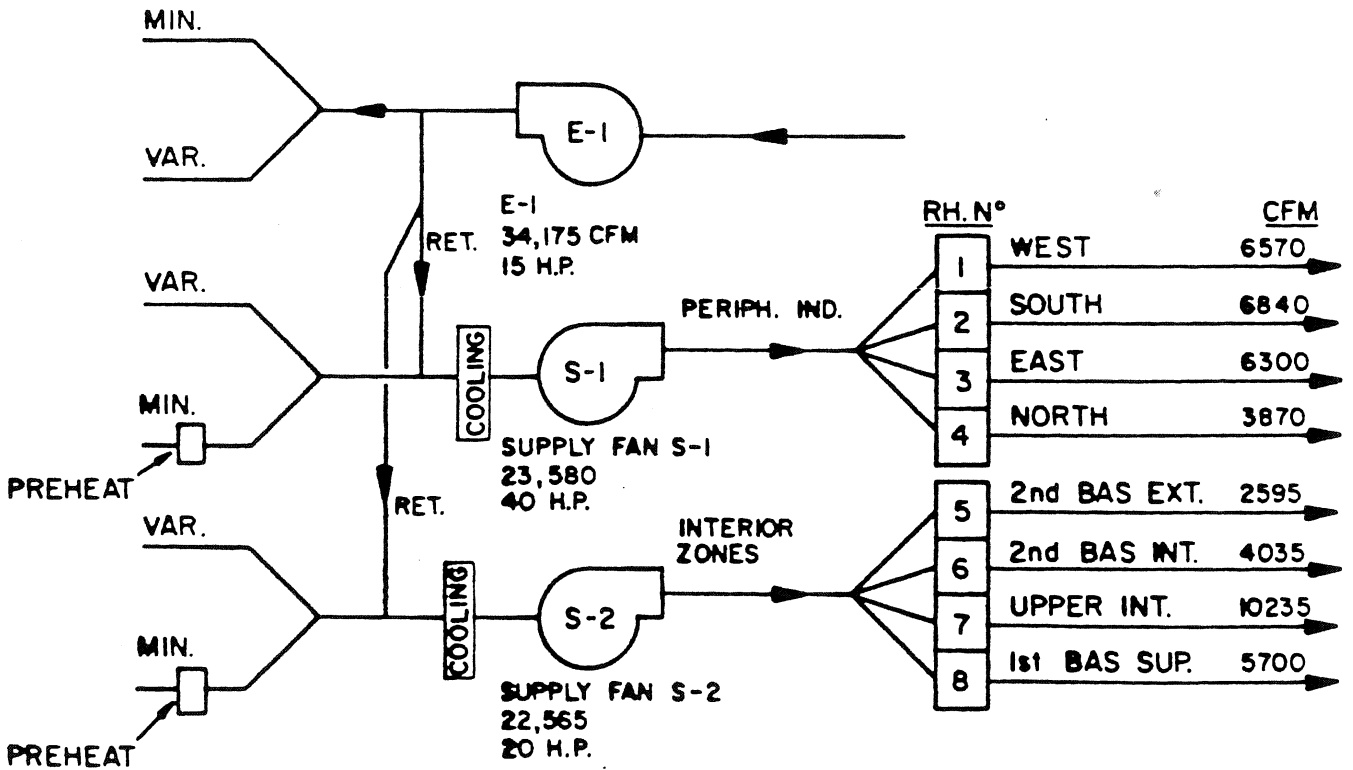 MIN.
VAR.
E-1
E-1
34,175 CFM
15 H.P.
RET.
VAR.
MIN.
PREHEAT
COOLING
S-1
SUPPLY FAN S-1
23,580
40 H.P.
PERIPH. IND.
RH. Nº CFM
1 WEST 6570
2 SOUTH 6840
3 EAST 6300
4 NORTH 3870
RET.
VAR.
MIN.
PREHEAT
COOLING
S-2
SUPPLY FAN S-2
22,565
20 H.P.
INTERIOR
ZONES
5 2nd BAS EXT. 2595
6 2nd BAS INT. 4035
7 UPPER INT. 10235
8 1st BAS SUP. 5700